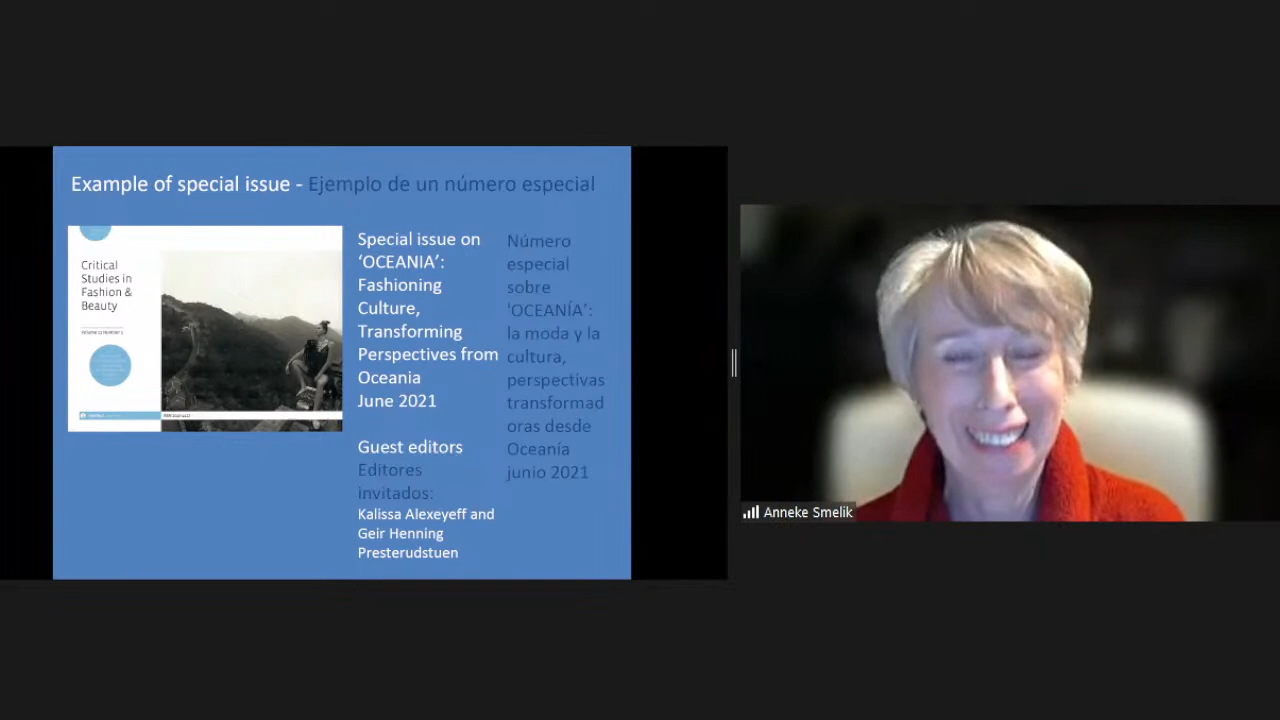 Example of special issue - Ejemplo de un número especial
Critical
Studies in
Fashion &
Beauty
Special issue on
‘OCEANIA’:
Fashioning
Culture,
Transforming
Perspectives from
Oceania
June 2021
Guest editors
Editores
invitados:
Kalissa Alexeyeff and
Geir Henning
Presterudstuen
Número
especial
sobre
'OCEANÍA’:
la moda y la
cultura,
perspectivas
transformad
oras desde
Oceanía
junio 2021
Anneke Smelik